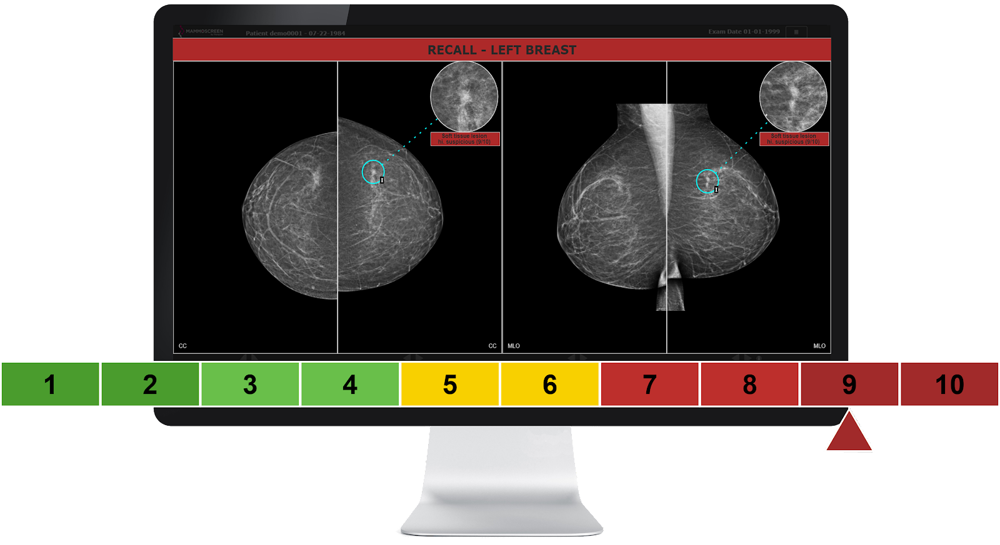 MAMMOSCREEN
Patient demo0001 - 07-22-1984
Exam Date 01-01-1999
RECALL - LEFT BREAST
Soft tissue lesion
hi. suspicious (9/10)
Soft tissue lesion
hi. suspicious (9/10)
I
I
CC
CC
MLO
MLO
1 2 3 4 5 6 7 8 9 10